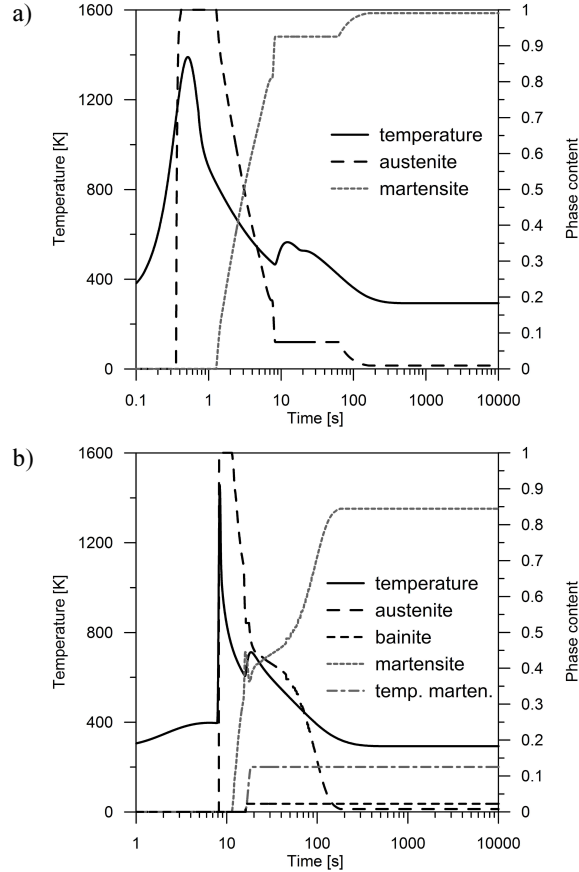 a)
1600
1200
800
400
0
Temperature [K]
1
0.9
0.8
0.7
0.6
0.5
0.4
0.3
0.2
0.1
0
Phase content
temperature
austenite
martensite
0.1
1
10
100
1000
10000
Time [s]
b)
1600
1200
800
400
0
Temperature [K]
1
0.9
0.8
0.7
0.6
0.5
0.4
0.3
0.2
0.1
0
Phase content
temperature
austenite
bainite
martensite
temp. marten.
1
10
100
1000
10000
Time [s]